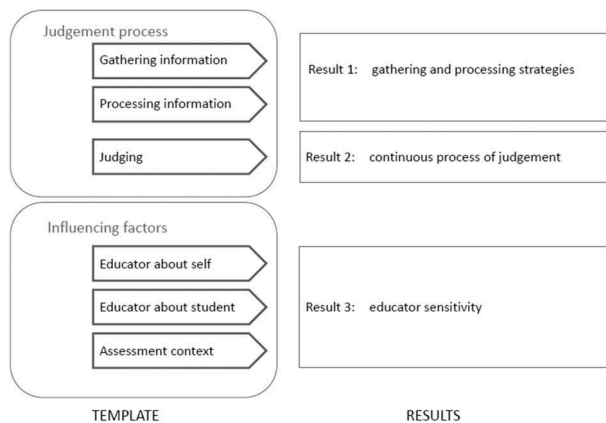 Judgement process
Gathering information
Processing information
Result 1: gathering and processing strategies
Judging
Result 2: continuous process of judgement
Influencing factors
Educator about self
Educator about student
Result 3: educator sensitivity
Assessment context
TEMPLATE
RESULTS